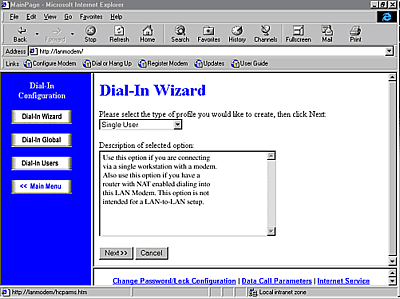 MainPage - Microsoft Internet Explorer
File Edit View Go Favorites Help
Back Forward Stop Refresh Home Search Favorites History Channels Fullscreen Mail Print
Address http://lanmodem/
Links Configure Modem Dial or Hang Up Register Modem Updates User Guide
Dial-In
Configuration
Dial-In Wizard
Dial-In Global
Dial-In Users
<< Main Menu
Dial-In Wizard
Please select the type of profile you would like to create, then click Next:
Single User
Description of selected option:
Use this option if you are connecting
via a single workstation with a modem.
Also use this option if you have a
router with NAT enabled dialing into
this LAN Modem. This option is not
intended for a LAN-to-LAN setup.
Next >> Cancel
Change Password/Lock Configuration | Data Call Parameters | Internet Service
http://lanmodem/hcparms.htm Local intranet zone